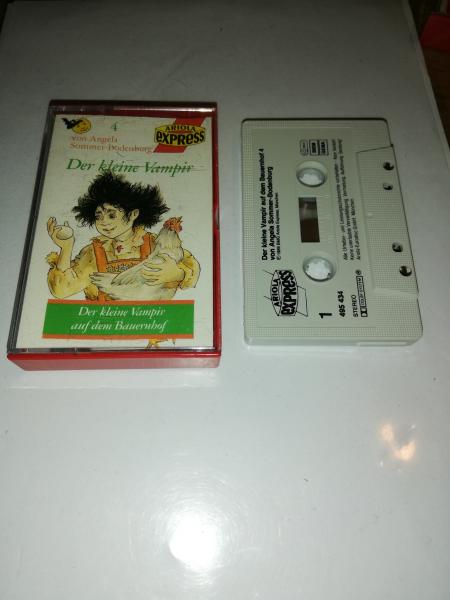 4
von Angela
Sommer-Bodenburg
ARIOLA
EXPRESS
Der kleine Vampir
Der kleine Vampir
auf dem Bauernhof
Der kleine Vampir auf dem Bauernhof 4
von Angela Sommer-Bodenburg
ARIOLA
EXPRESS
1
495 434
STEREO